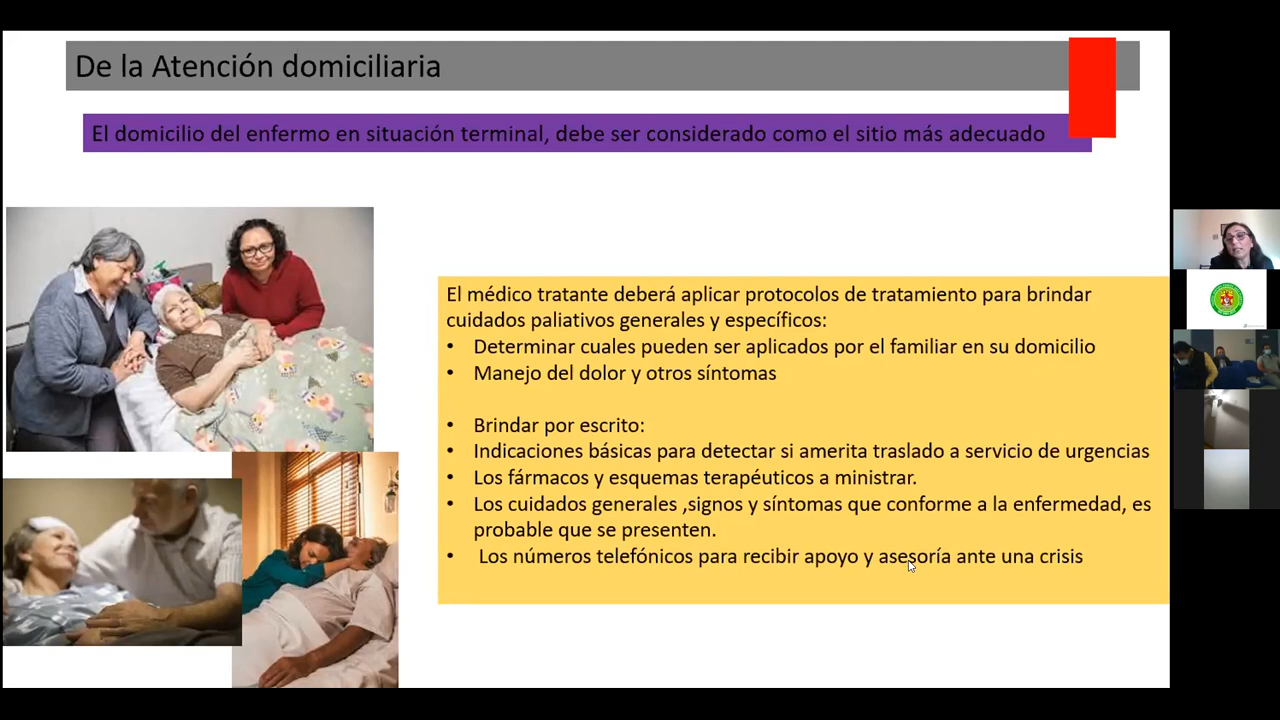 De la Atención domiciliaria
El domicilio del enfermo en situación terminal, debe ser considerado como el sitio más adecuado
El médico tratante deberá aplicar protocolos de tratamiento para brindar
cuidados paliativos generales y específicos:
• Determinar cuales pueden ser aplicados por el familiar en su domicilio
• Manejo del dolor y otros síntomas
• Brindar por escrito:
• Indicaciones básicas para detectar si amerita traslado a servicio de urgencias
• Los fármacos y esquemas terapéuticos a ministrar.
• Los cuidados generales ,signos y síntomas que conforme a la enfermedad, es
probable que se presenten.
• Los números telefónicos para recibir apoyo y asesoría ante una crisis